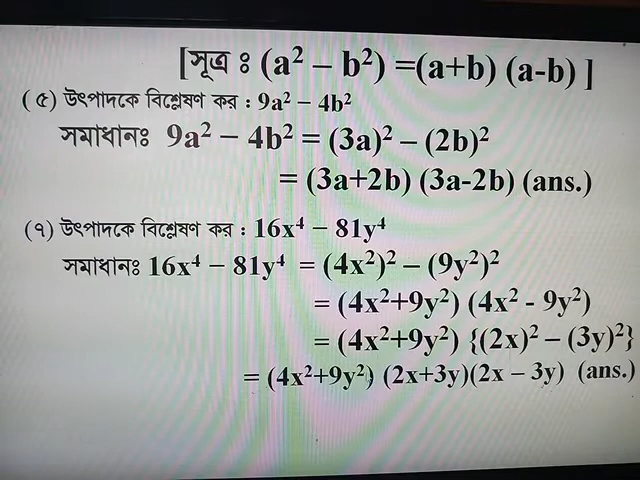 [সূত্র ঃ (a² – b²) =(a+b) (a-b) ]
( ৫) উৎপাদকে বিশ্লেষণ কর : 9a² – 4b²
সমাধানঃ 9a² – 4b² = (3a)² – (2b)²
= (3a+2b) (3a-2b) (ans.)
(৭) উৎপাদকে বিশ্লেষণ কর : 16x⁴ – 81y⁴
সমাধানঃ 16x⁴ – 81y⁴ = (4x²)² – (9y²)²
= (4x²+9y²) (4x² - 9y²)
= (4x²+9y²) {(2x)² – (3y)²}
= (4x²+9y²) (2x+3y)(2x – 3y) (ans.)